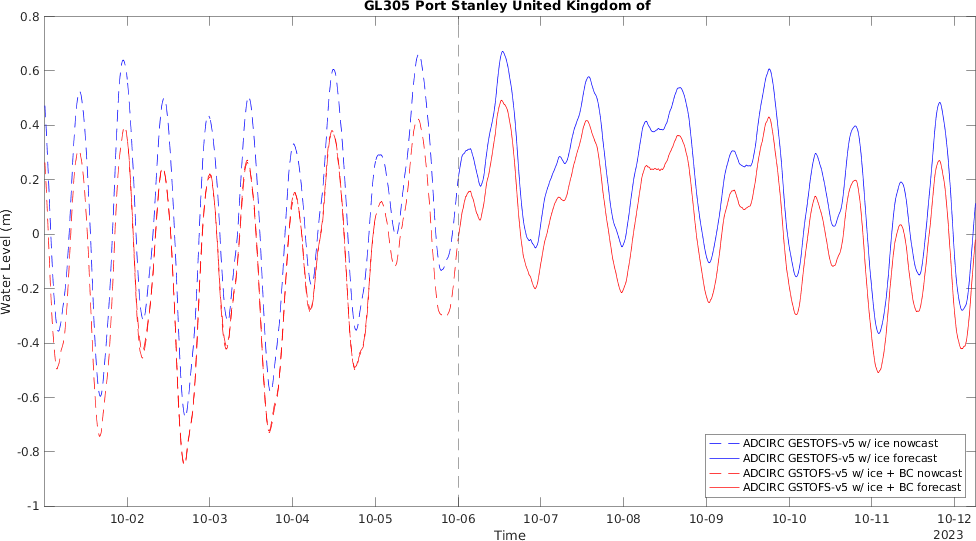 GL305 Port Stanley United Kingdom of
0.8
0.6
0.4
0.2
0
-0.2
-0.4
-0.6
-0.8
-1
Water Level (m)
10-02 10-03 10-04 10-05 10-06 10-07 10-08 10-09 10-10 10-11 10-12
Time
2023
ADCIRC GESTOFS-v5 w/ ice nowcast
ADCIRC GESTOFS-v5 w/ ice forecast
ADCIRC GSTOFS-v5 w/ ice + BC nowcast
ADCIRC GSTOFS-v5 w/ ice + BC forecast